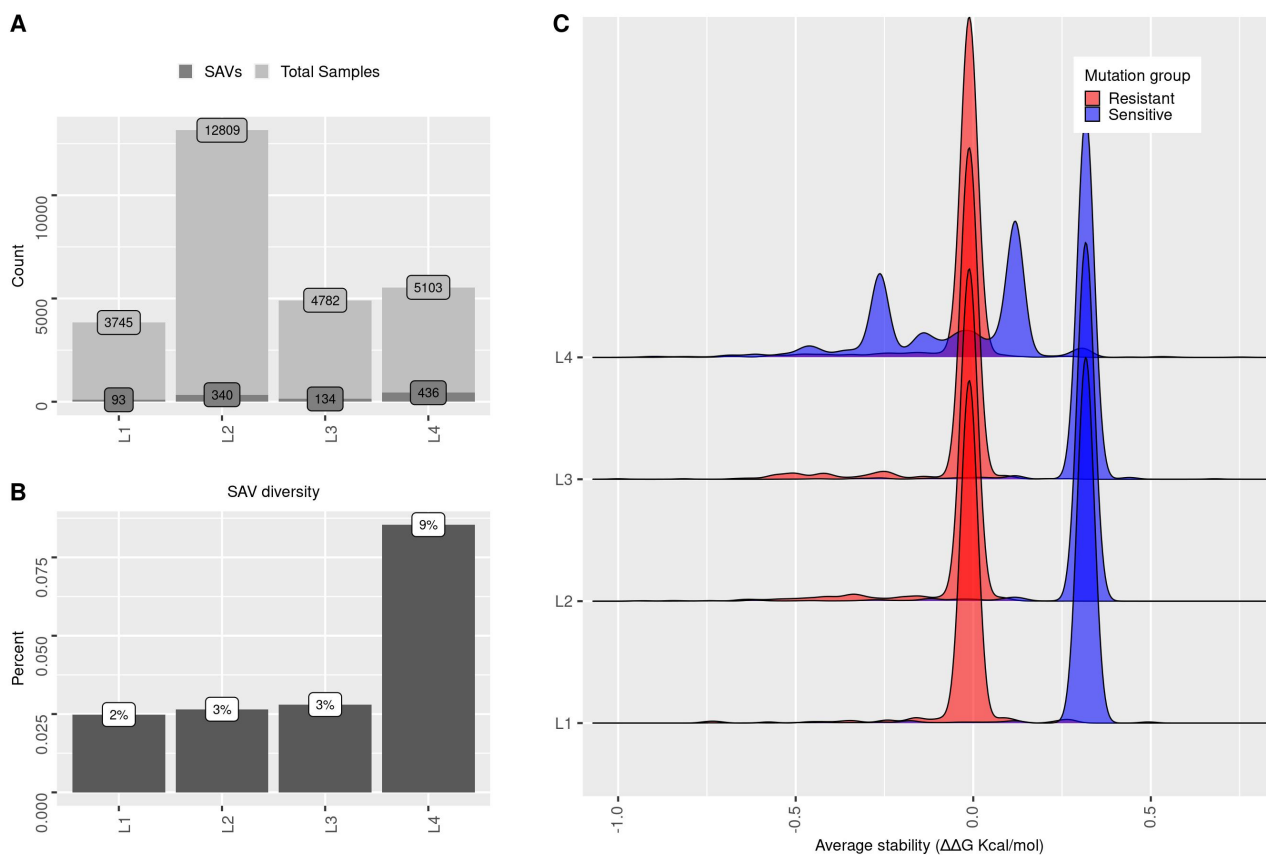 A
SAVs
Total Samples
Count
10000
5000
0
12809
3745
4782
5103
93
340
134
436
L1
L2
L3
L4
B
SAV diversity
Percent
0.075
0.050
0.025
0.000
2%
3%
3%
9%
L1
L2
L3
L4
C
Mutation group
Resistant
Sensitive
L4
L3
L2
L1
-1.0
-0.5
0.0
0.5
Average stability (ΔΔG Kcal/mol)